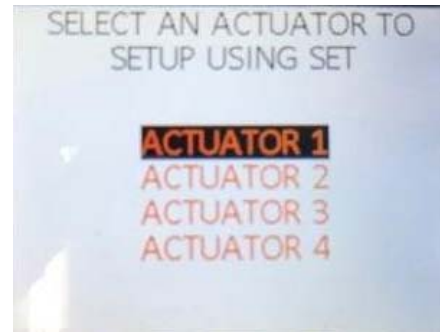 SELECT AN ACTUATOR TO
SETUP USING SET
ACTUATOR 1
ACTUATOR 2
ACTUATOR 3
ACTUATOR 4